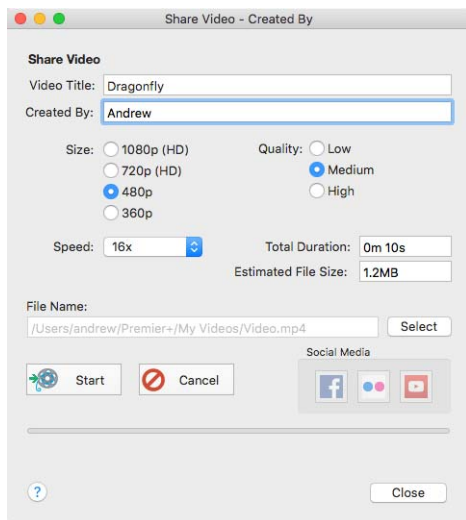 Share Video - Created By
Share Video
Video Title: Dragonfly
Created By: Andrew
Size: 1080p (HD) Quality: Low
720p (HD) Medium
480p High
360p
Speed: 16x Total Duration: 0m 10s
Estimated File Size: 1.2MB
File Name:
/Users/andrew/Premier+/My Videos/Video.mp4 Select
Social Media
Start Cancel f
?
Close